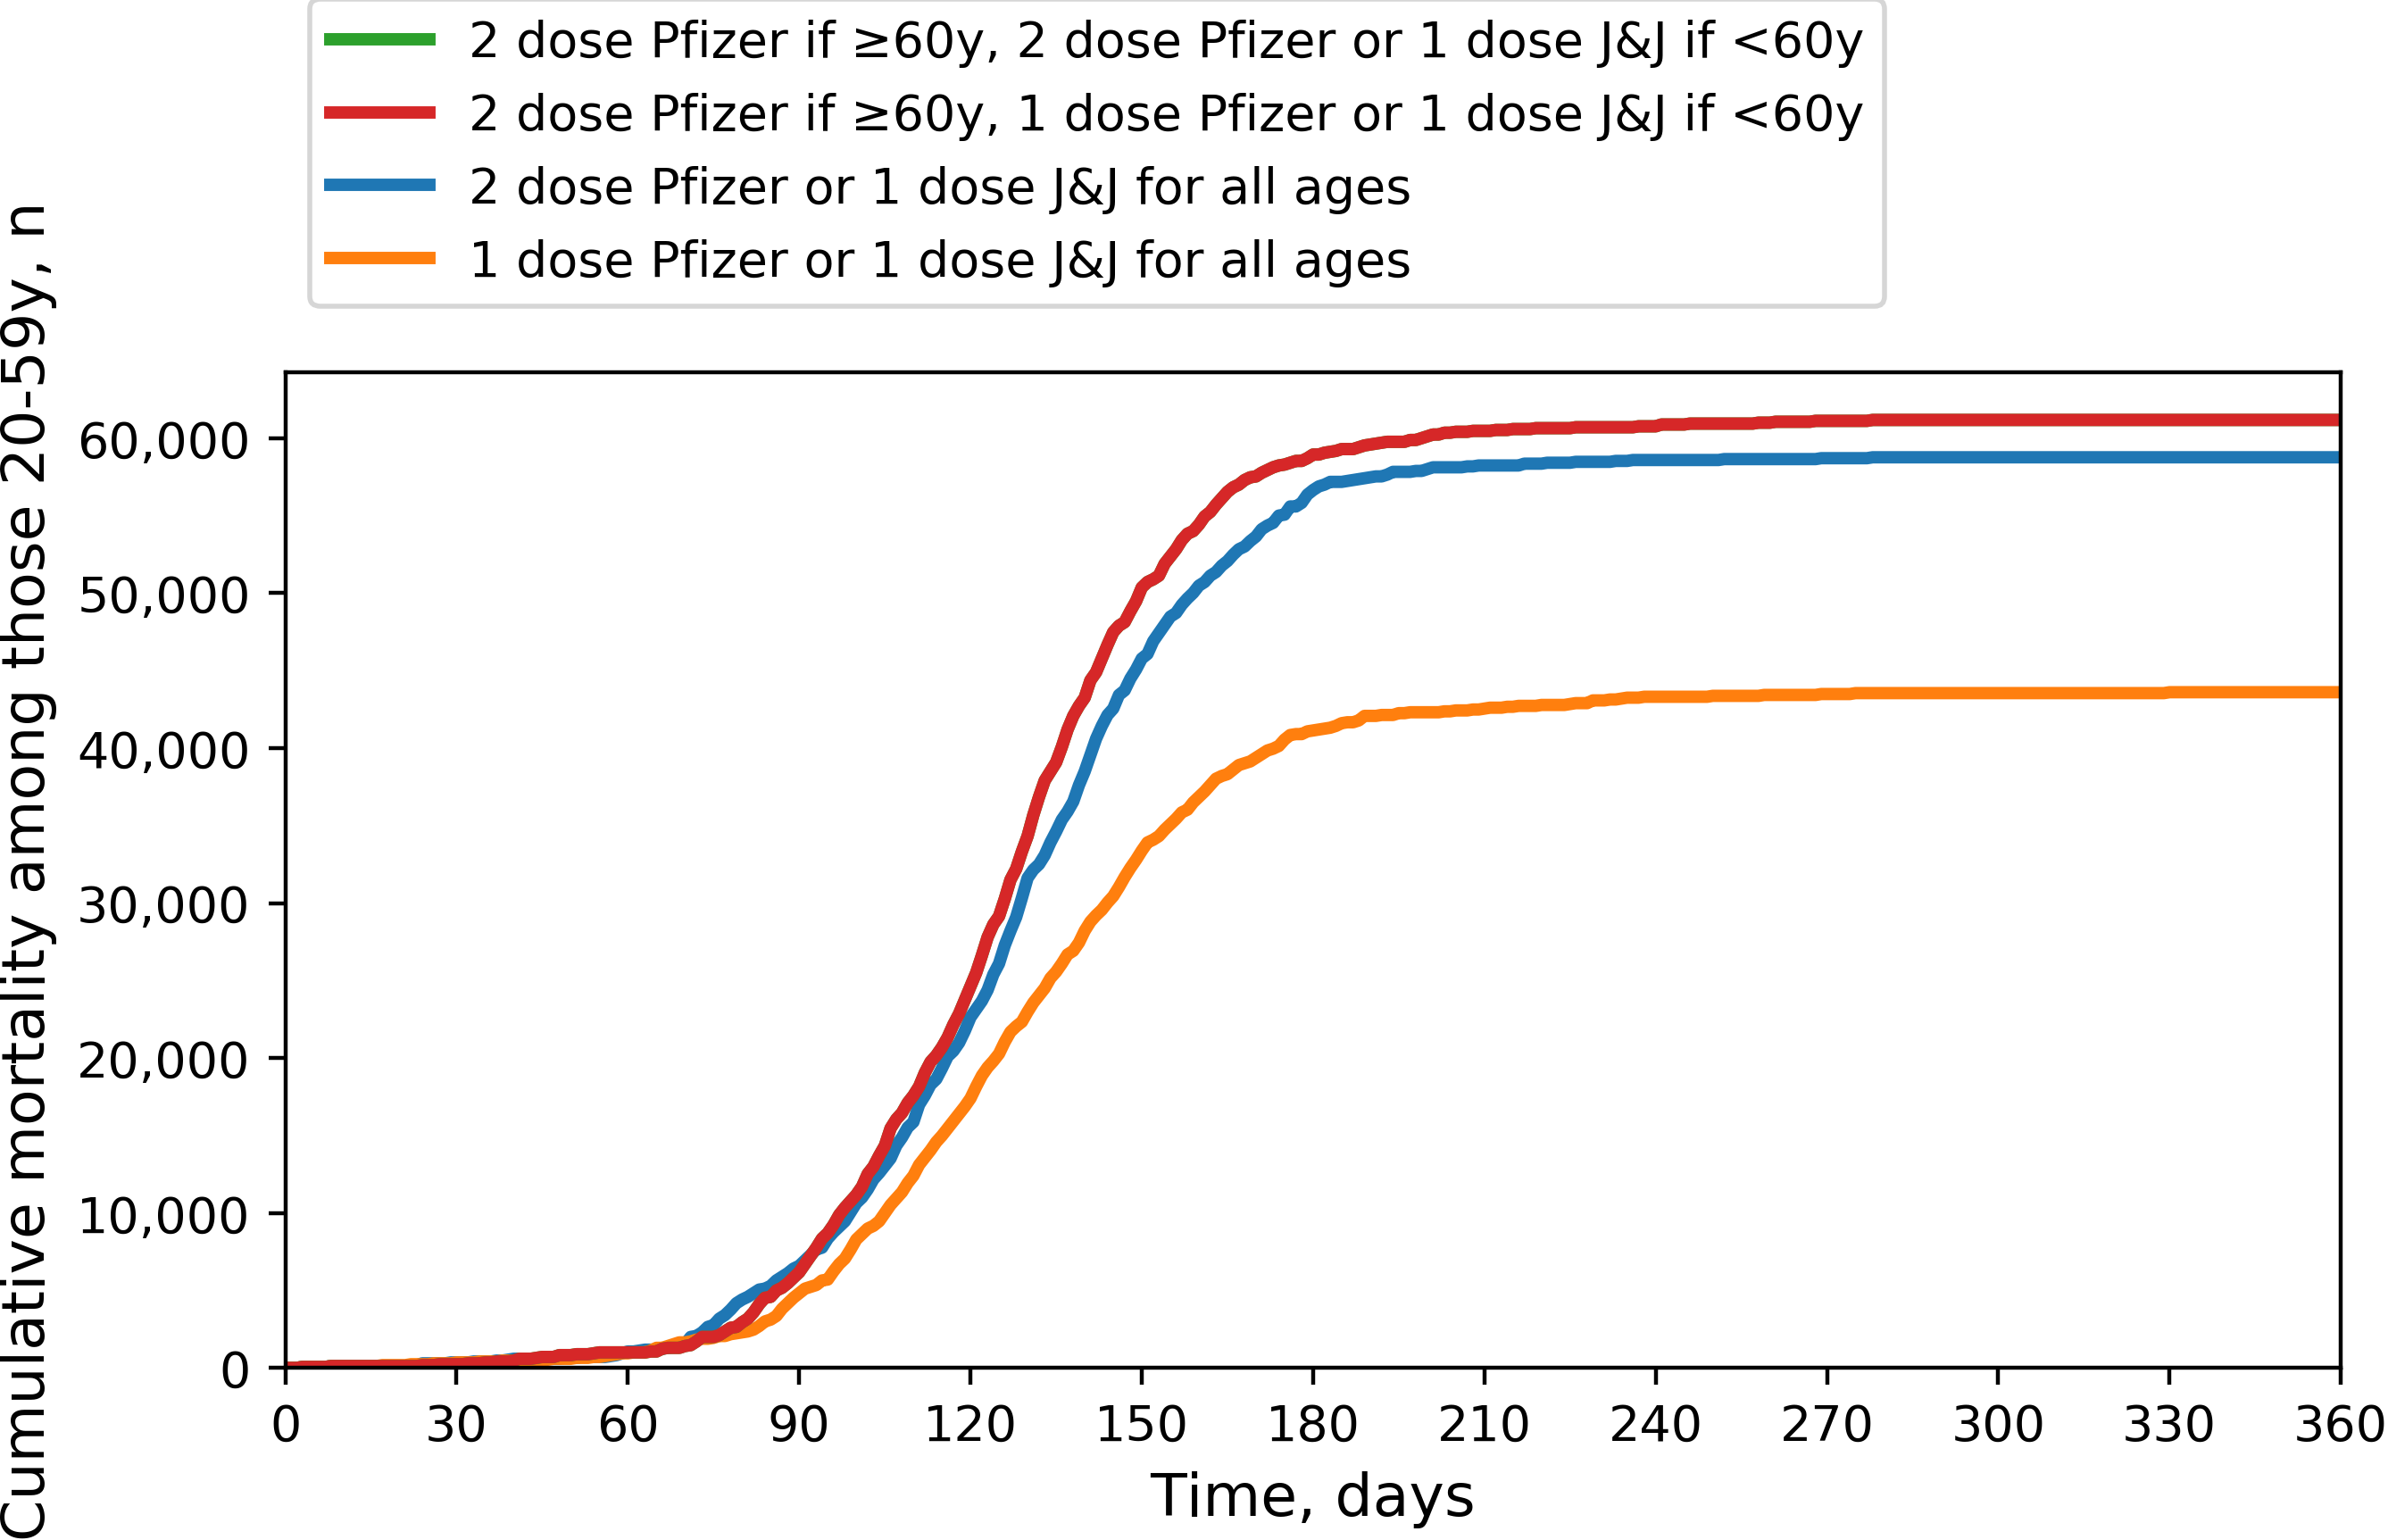 2 dose Pfizer if ≥60y, 2 dose Pfizer or 1 dose J&J if <60y
2 dose Pfizer if ≥60y, 1 dose Pfizer or 1 dose J&J if <60y
2 dose Pfizer or 1 dose J&J for all ages
1 dose Pfizer or 1 dose J&J for all ages
Cumulative mortality among those 20-59y, n
60,000
50,000
40,000
30,000
20,000
10,000
0
0 30 60 90 120 150 180 210 240 270 300 330 360
Time, days